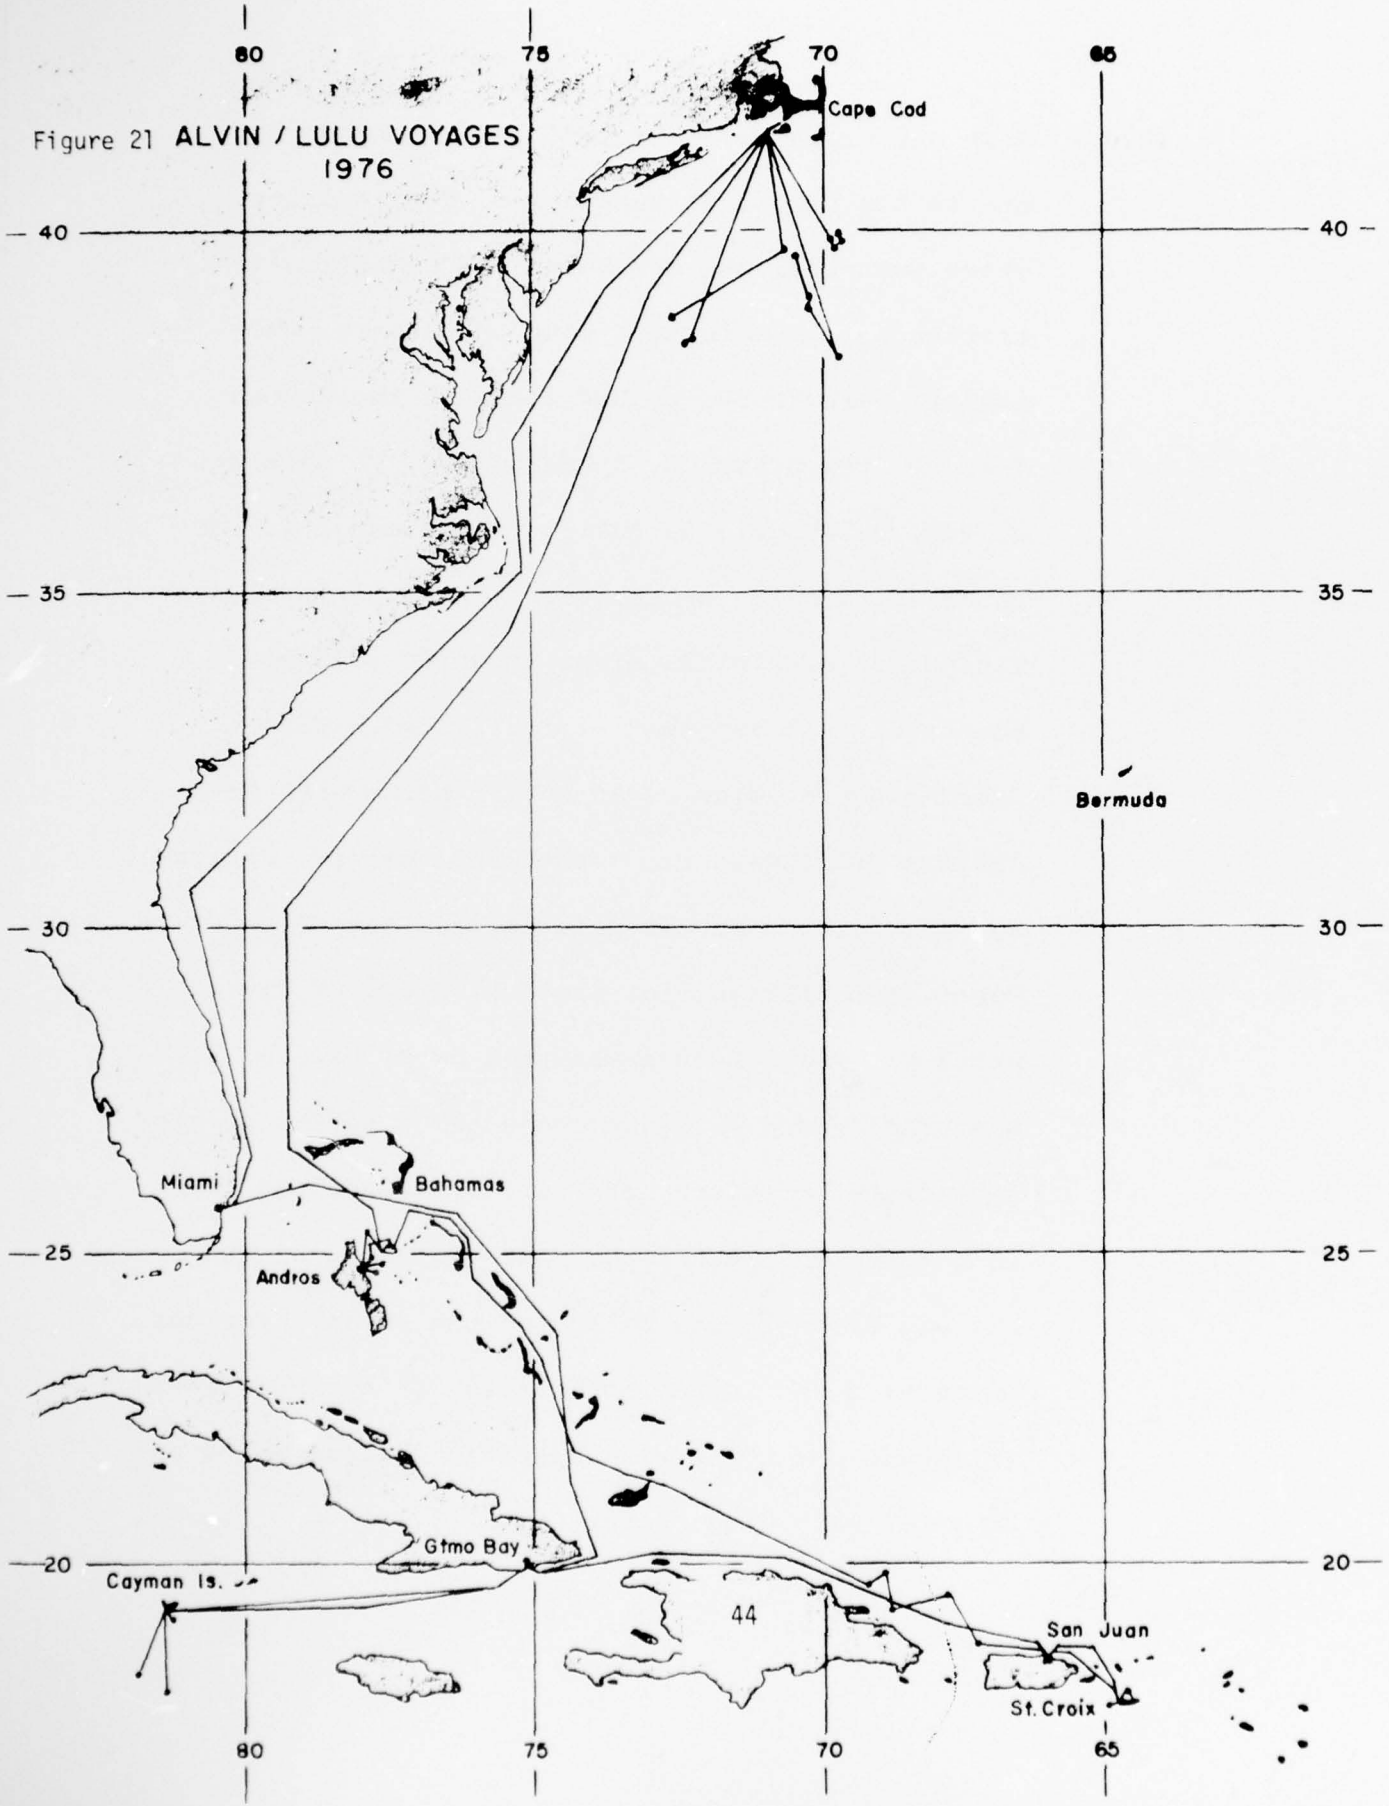 80 75 70 65
Cape Cod
Figure 21 ALVIN / LULU VOYAGES
1976
40 40
35 35
Bermuda
30 30
Miami
Bahamas
25 25
Andros
Gtmo Bay
20 20
Cayman Is.
44
San Juan
St. Croix
80 75 70 65